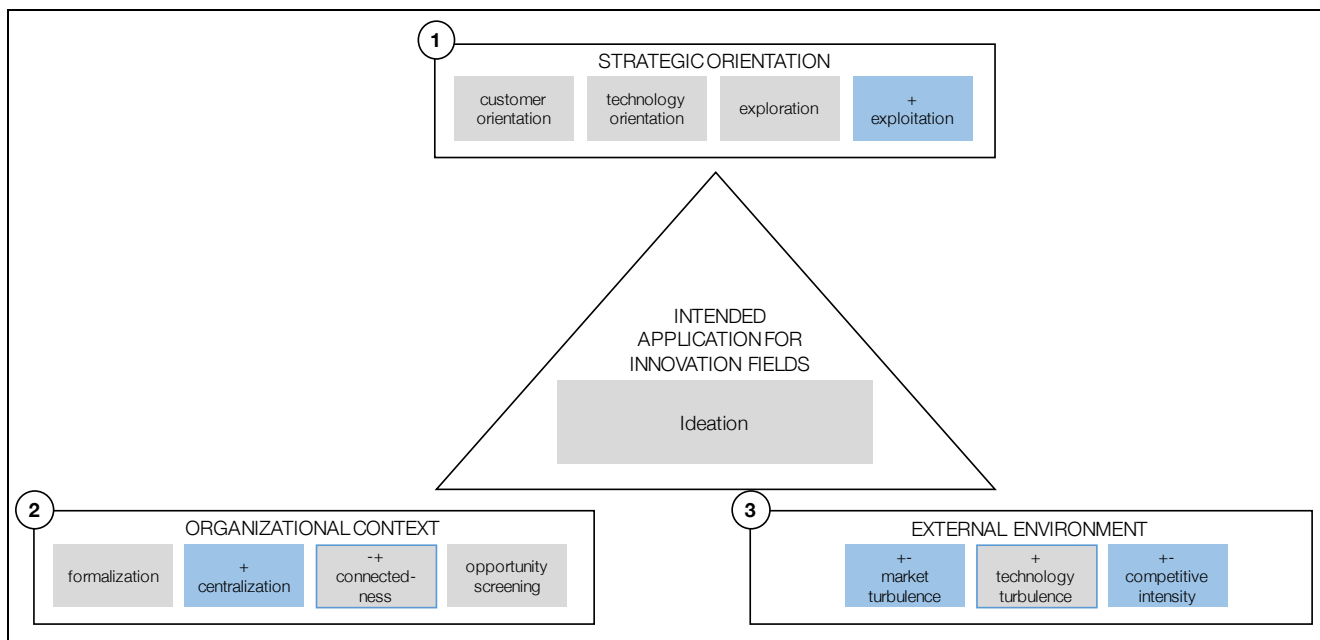 1
STRATEGIC ORIENTATION
customer
orientation
technology
orientation
exploration
+
exploitation
INTENDED
APPLICATION FOR
INNOVATION FIELDS
Ideation
2
ORGANIZATIONAL CONTEXT
formalization
+
centralization
-+
connected-
ness
opportunity
screening
3
EXTERNAL ENVIRONMENT
+-
market
turbulence
+
technology
turbulence
+-
competitive
intensity